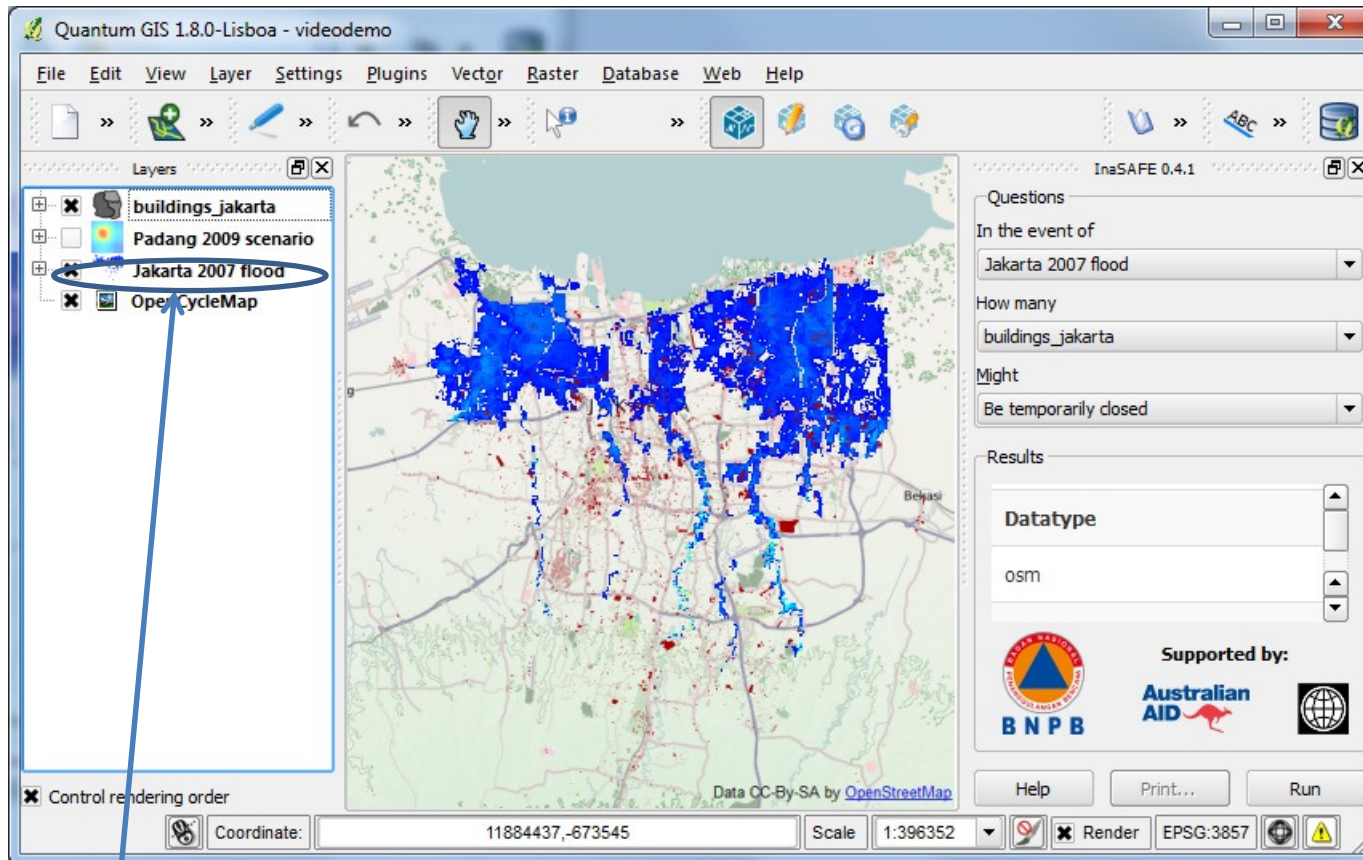 Quantum GIS 1.8.0-Lisboa - videodemo
File Edit View Layer Settings Plugins Vector Raster Database Web Help
ABC
Layers
buildings_jakarta
Padang 2009 scenario
Jakarta 2007 flood
OpenCycleMap
Control rendering order
Bekasi
Data CC-By-SA by OpenStreetMap
InaSAFE 0.4.1
Questions
In the event of
Jakarta 2007 flood
How many
buildings_jakarta
Might
Be temporarily closed
Results
Datatype
osm
BNPB
Supported by:
Australian
AID
Help Print... Run
Coordinate: 11884437,-673545 Scale 1:396352 Render EPSG:3857